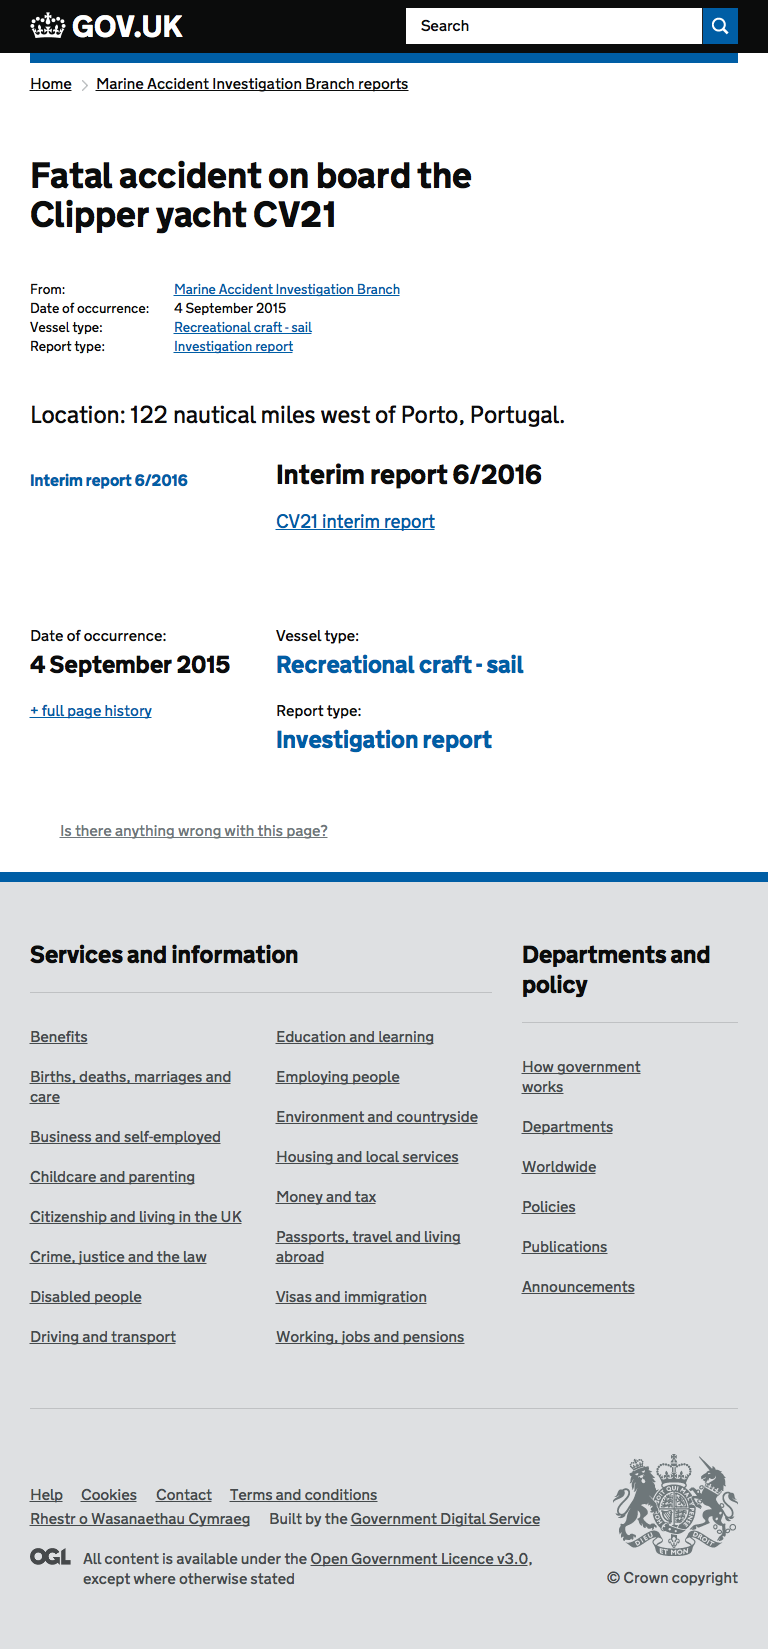 GOV.UK
Search
Home
Marine Accident Investigation Branch reports
Fatal accident on board the
Clipper yacht CV21
From: Marine Accident Investigation Branch
Date of occurrence: 4 September 2015
Vessel type: Recreational craft - sail
Report type: Investigation report
Location: 122 nautical miles west of Porto, Portugal.
Interim report 6/2016
Interim report 6/2016
CV21 interim report
Date of occurrence:
4 September 2015
+ full page history
Vessel type:
Recreational craft - sail
Report type:
Investigation report
Is there anything wrong with this page?
Services and information
Benefits
Births, deaths, marriages and
care
Business and self-employed
Childcare and parenting
Citizenship and living in the UK
Crime, justice and the law
Disabled people
Driving and transport
Education and learning
Employing people
Environment and countryside
Housing and local services
Money and tax
Passports, travel and living
abroad
Visas and immigration
Working, jobs and pensions
Departments and
policy
How government
works
Departments
Worldwide
Policies
Publications
Announcements
Help Cookies Contact Terms and conditions
Rhestr o Wasanaethau Cymraeg Built by the Government Digital Service
OGL
All content is available under the Open Government Licence v3.0,
except where otherwise stated
DIEU ET MON DROIT
© Crown copyright